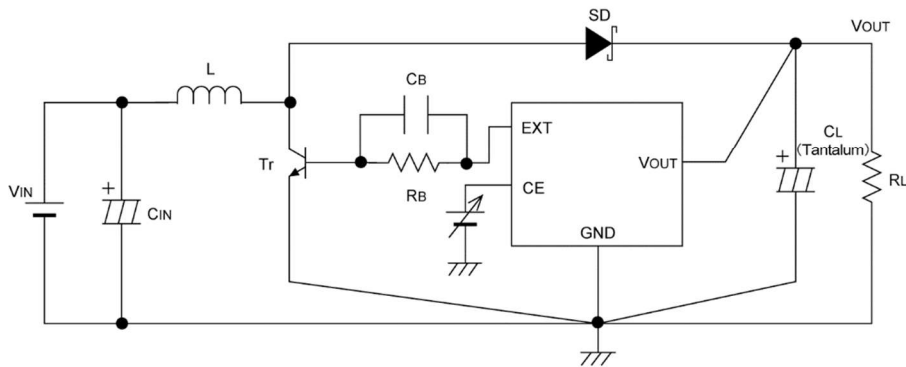 SD
VOUT
L
CB
EXT
CL
(Tantalum)
Tr
VOUT
RL
RB
CE
VIN
+
CIN
+
GND